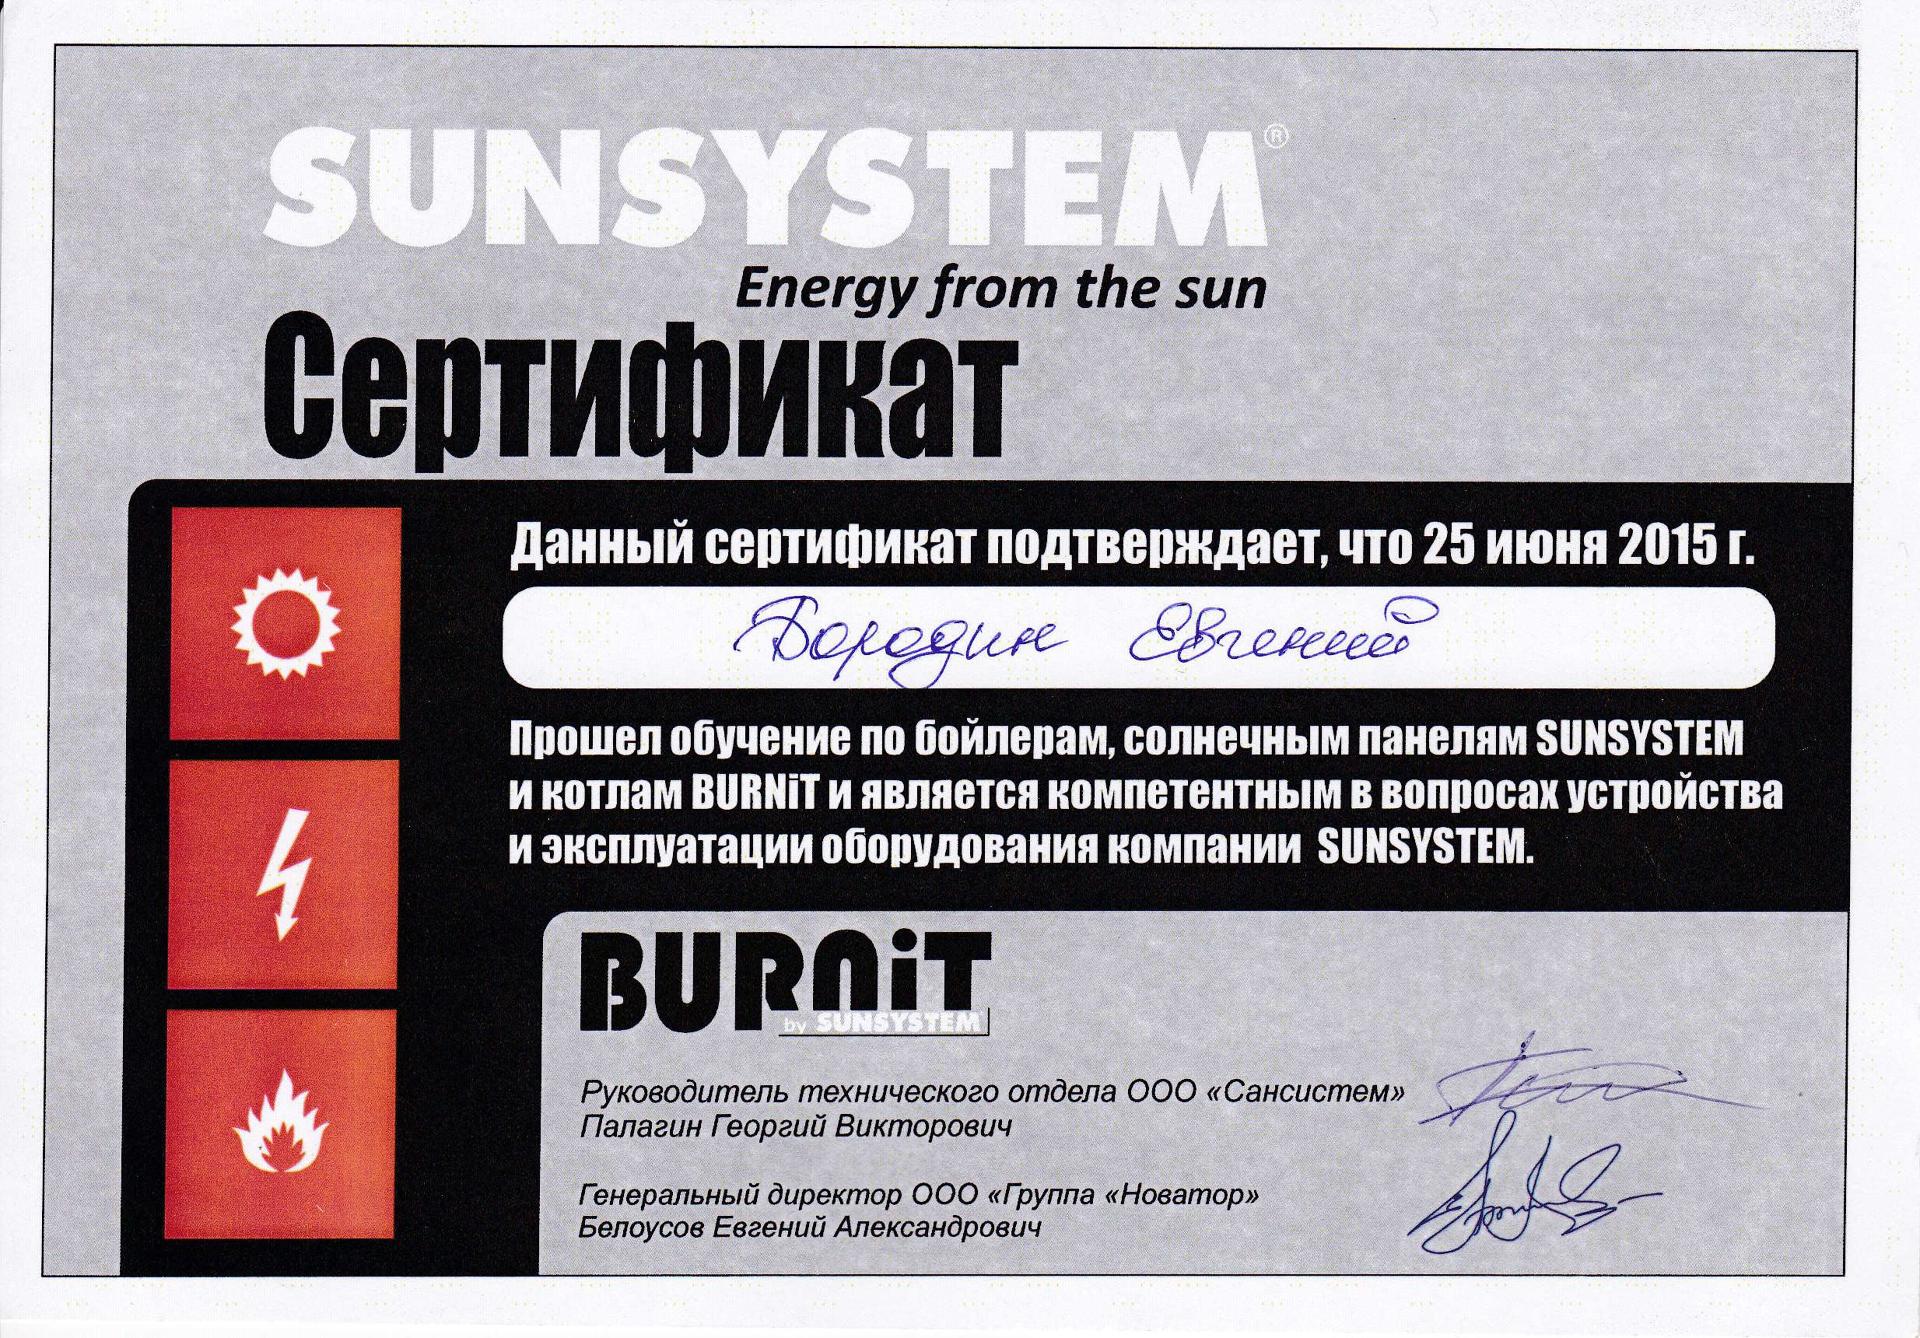 SUNSYSTEM®
Energy from the sun
Сертификат
Данный сертификат подтверждает, что 25 июня 2015 г.
Бородин Евгений
Прошел обучение по бойлерам, солнечным панелям SUNSYSTEM
и котлам BURNiT и является компетентным в вопросах устройства
и эксплуатации оборудования компании SUNSYSTEM.
BURNiT
by SUNSYSTEM
Руководитель технического отдела ООО «Сансистем»
Палагин Георгий Викторович
Генеральный директор ООО «Группа «Новатор»
Белоусов Евгений Александрович